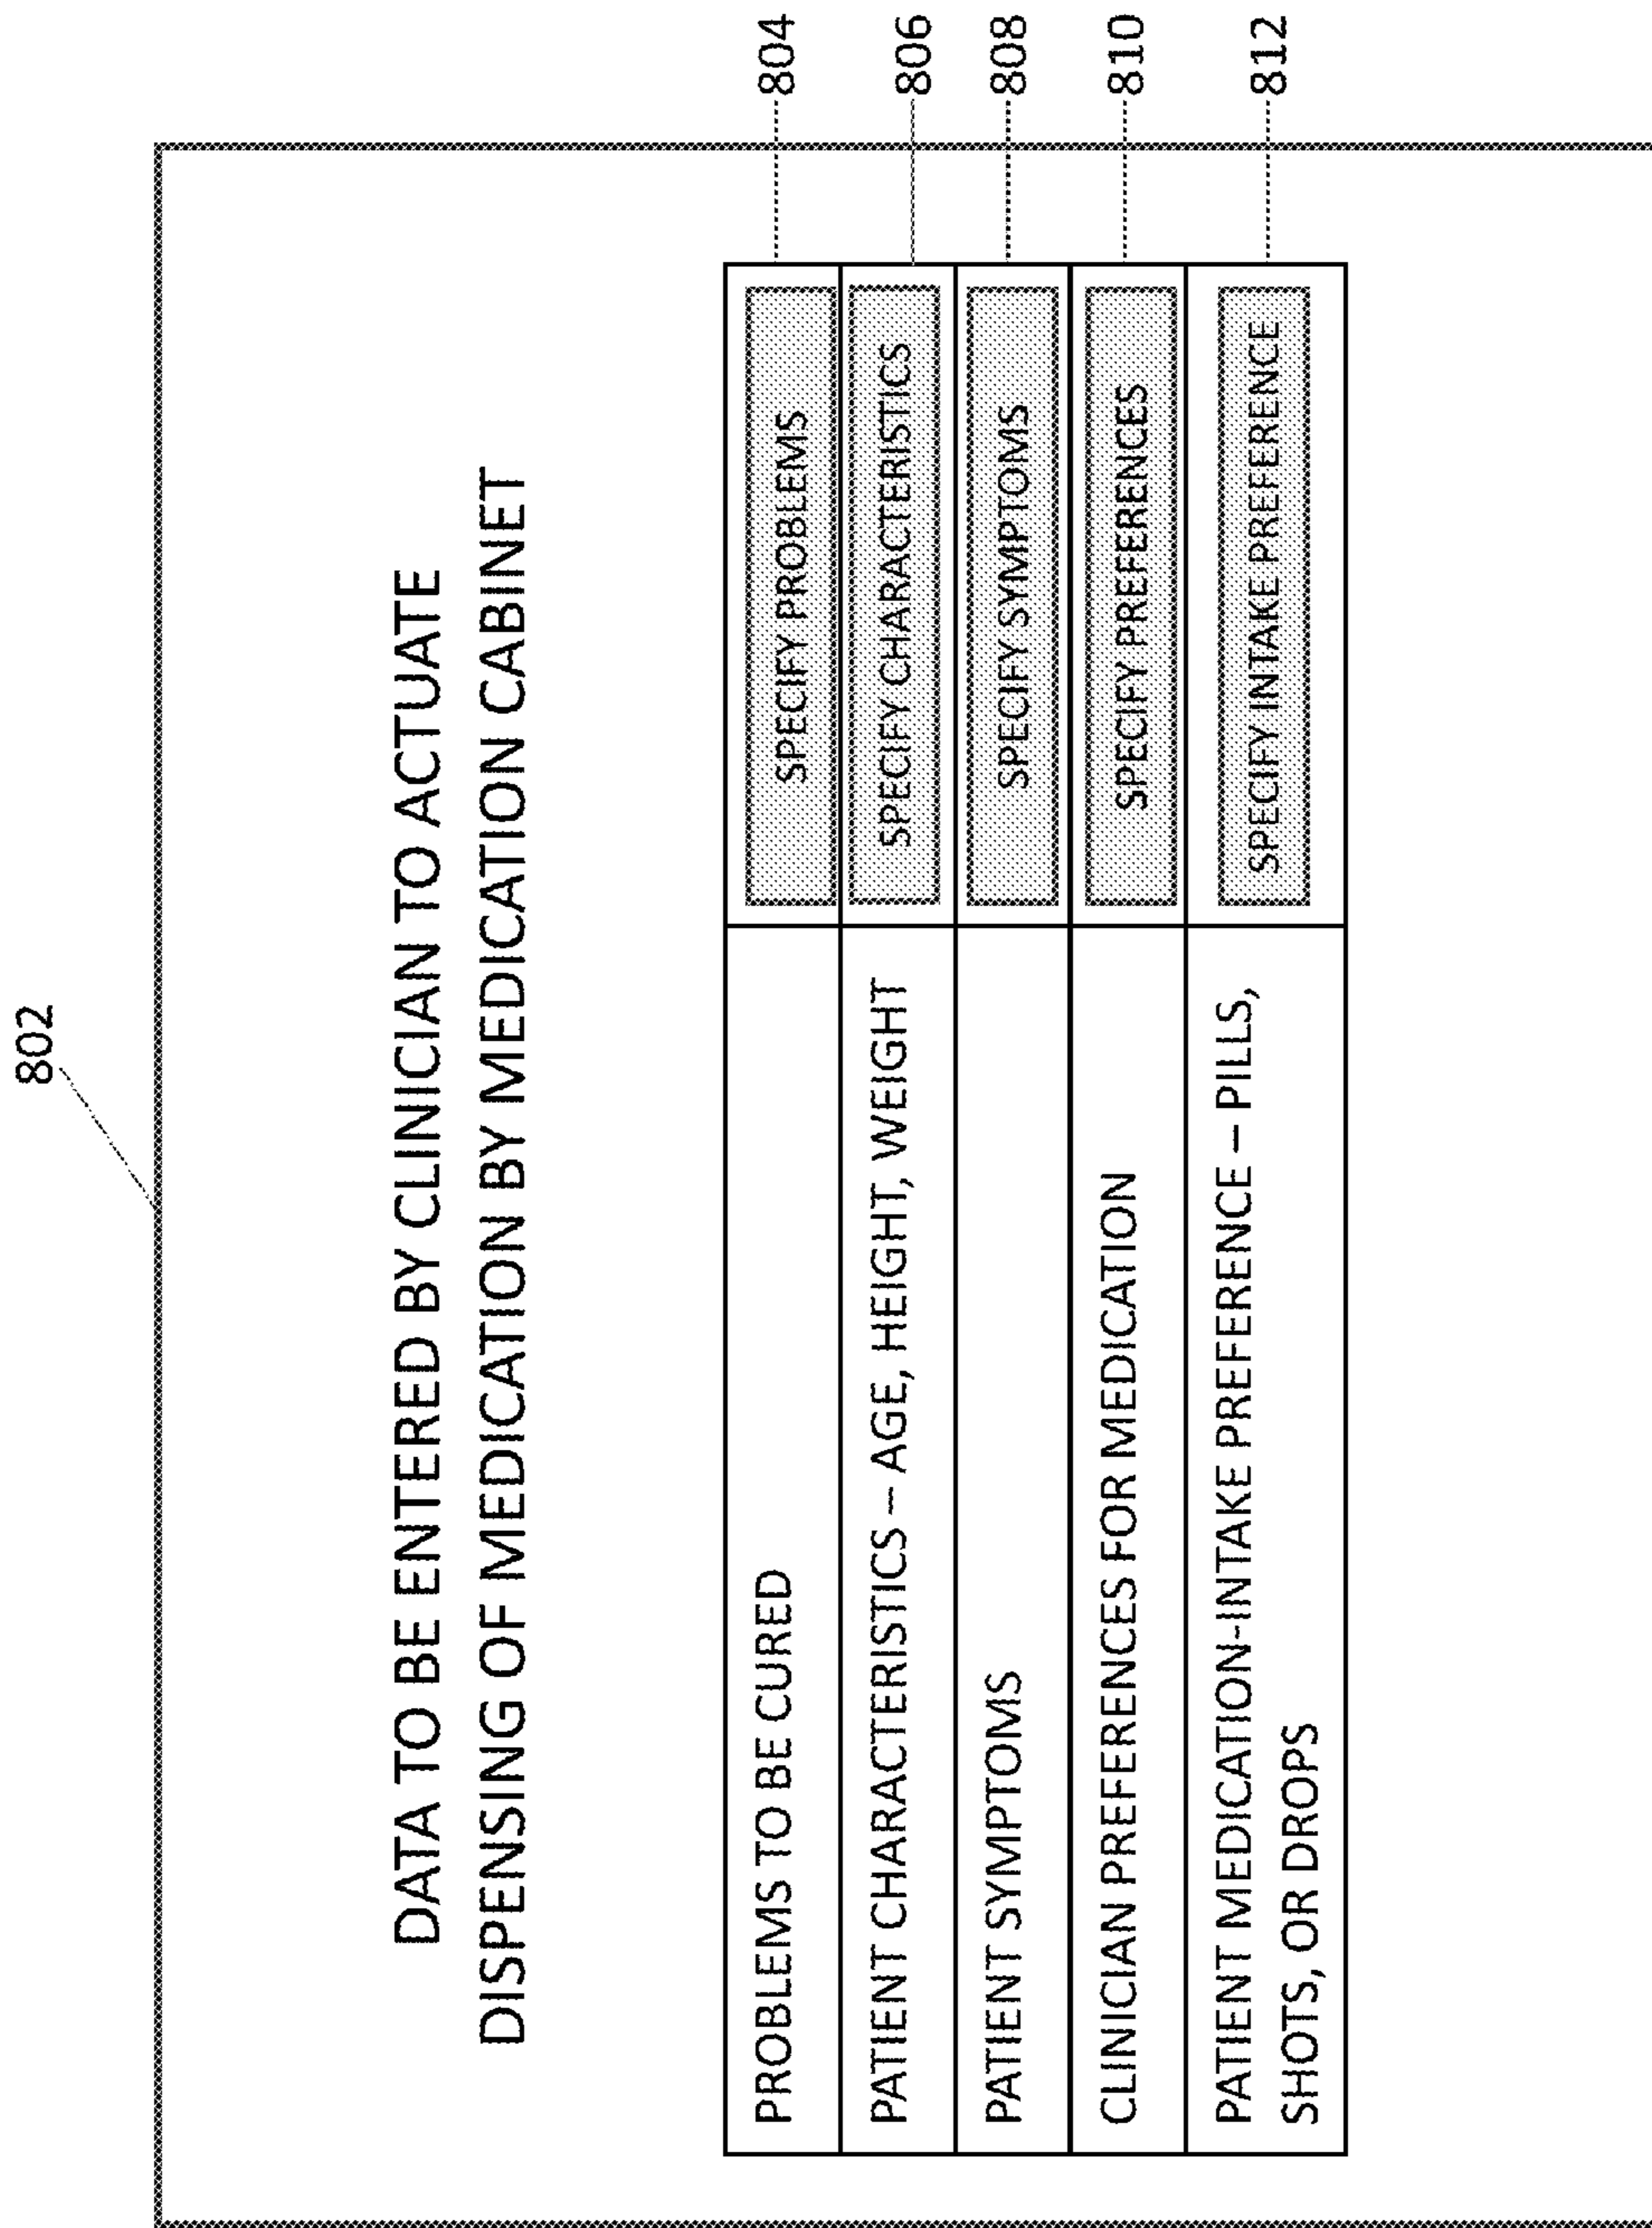 802
DATA TO BE ENTERED BY CLINICIAN TO ACTUATE
DISPENSING OF MEDICATION BY MEDICATION CABINET
PROBLEMS TO BE CURED
SPECIFY PROBLEMS
804
PATIENT CHARACTERISTICS – AGE, HEIGHT, WEIGHT
SPECIFY CHARACTERISTICS
806
PATIENT SYMPTOMS
SPECIFY SYMPTOMS
808
CLINICIAN PREFERENCES FOR MEDICATION
SPECIFY PREFERENCES
810
PATIENT MEDICATION-INTAKE PREFERENCE – PILLS,
SHOTS, OR DROPS
SPECIFY INTAKE PREFERENCE
812